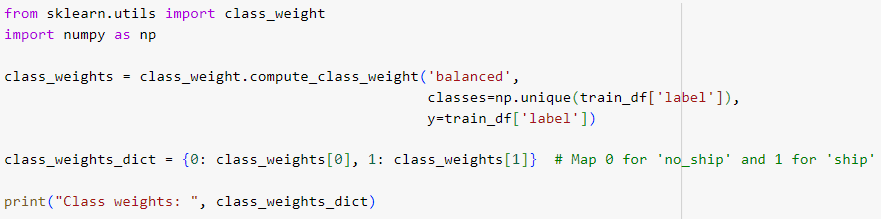 from sklearn.utils import class_weight
import numpy as np
class_weights = class_weight.compute_class_weight('balanced',
classes=np.unique(train_df['label']),
y=train_df['label'])
class_weights_dict = {0: class_weights[0], 1: class_weights[1]}  # Map 0 for 'no_ship' and 1 for 'ship'
print("Class weights: ", class_weights_dict)